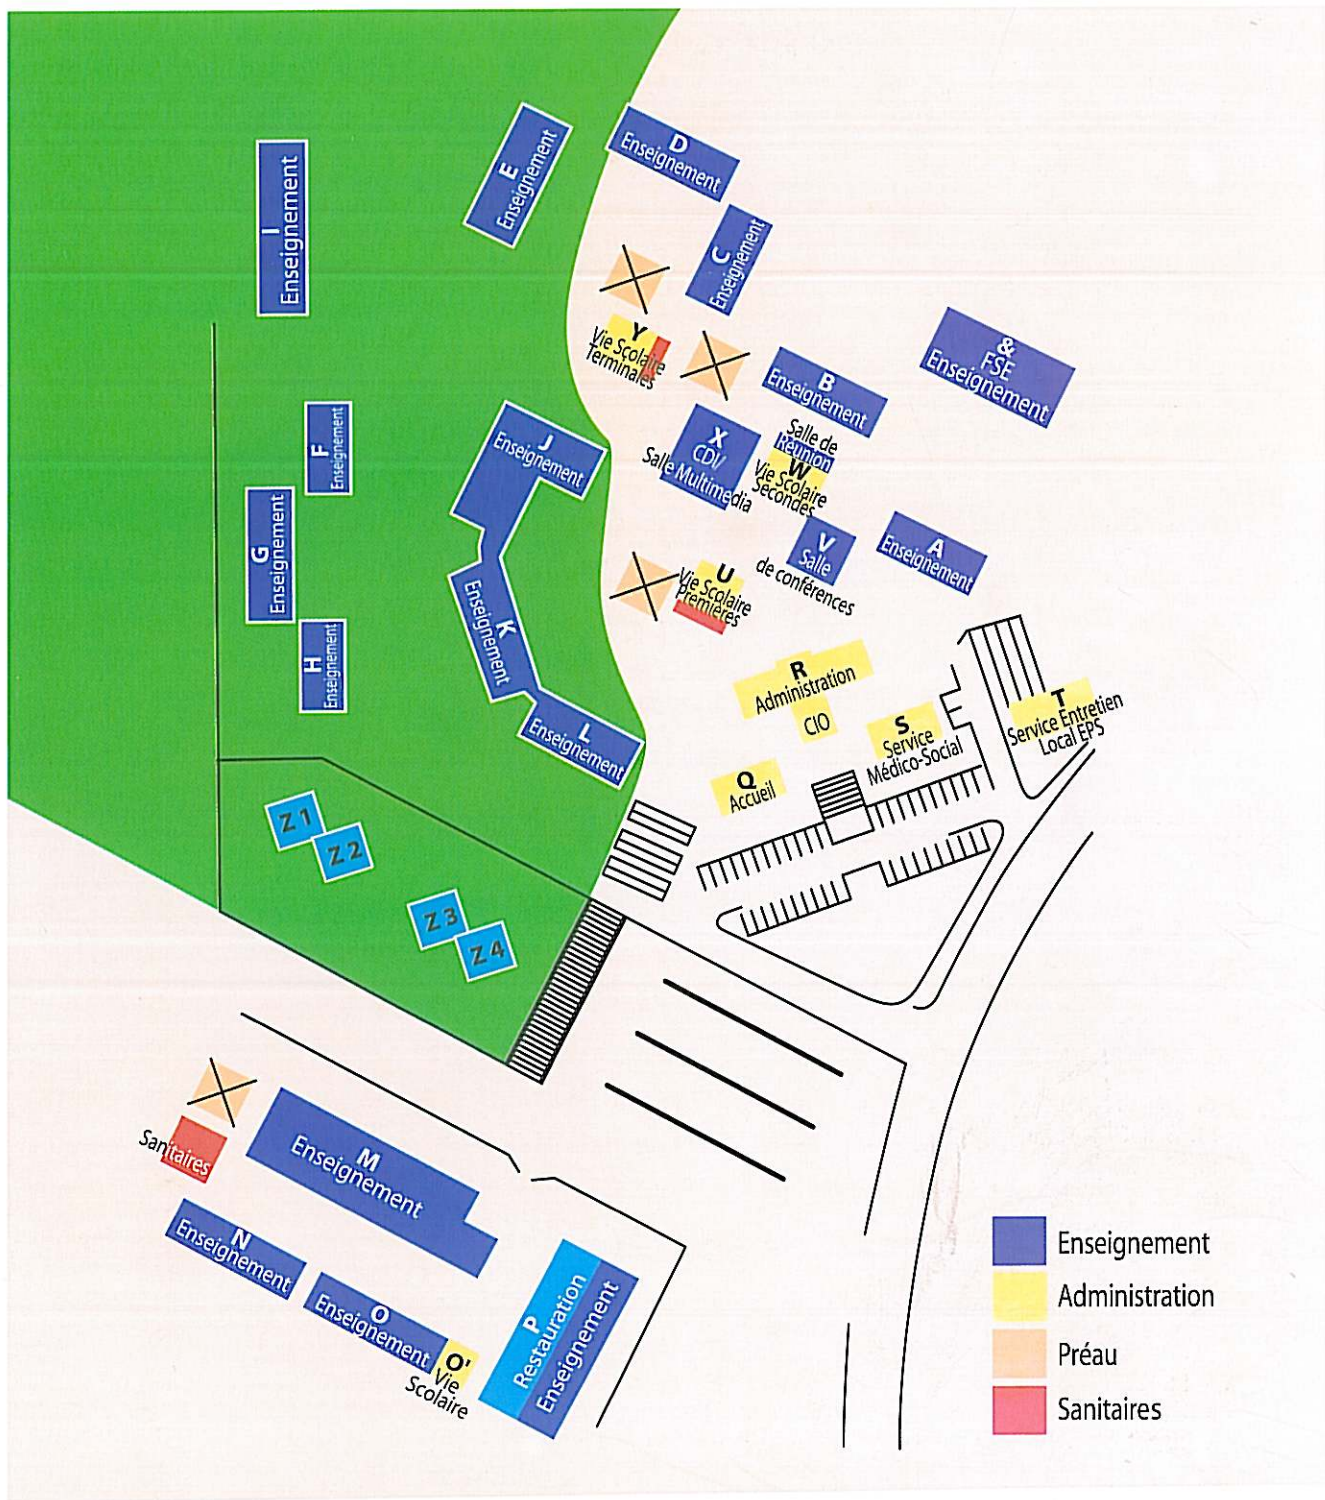 D
Enseignement
E
Enseignement
I
Enseignement
C
Enseignement
Y
Vie Scolaire
Terminales
&
FSE
Enseignement
B
Enseignement
X
CDI/
Salle Multimedia
Salle de
Réunion
W
Vie Scolaire
Secondes
J
Enseignement
F
Enseignement
G
Enseignement
H
Enseignement
K
Enseignement
L
Enseignement
V
Salle
de conférences
A
Enseignement
U
Vie Scolaire
Premières
R
Administration
CIO
S
Service
Médico-Social
T
Service Entretien
Local EPS
Q
Accueil
Z 1
Z 2
Z 3
Z 4
Sanitaires
M
Enseignement
N
Enseignement
O
Enseignement
O'
Vie
Scolaire
P
Restauration
Enseignement
Enseignement
Administration
Préau
Sanitaires